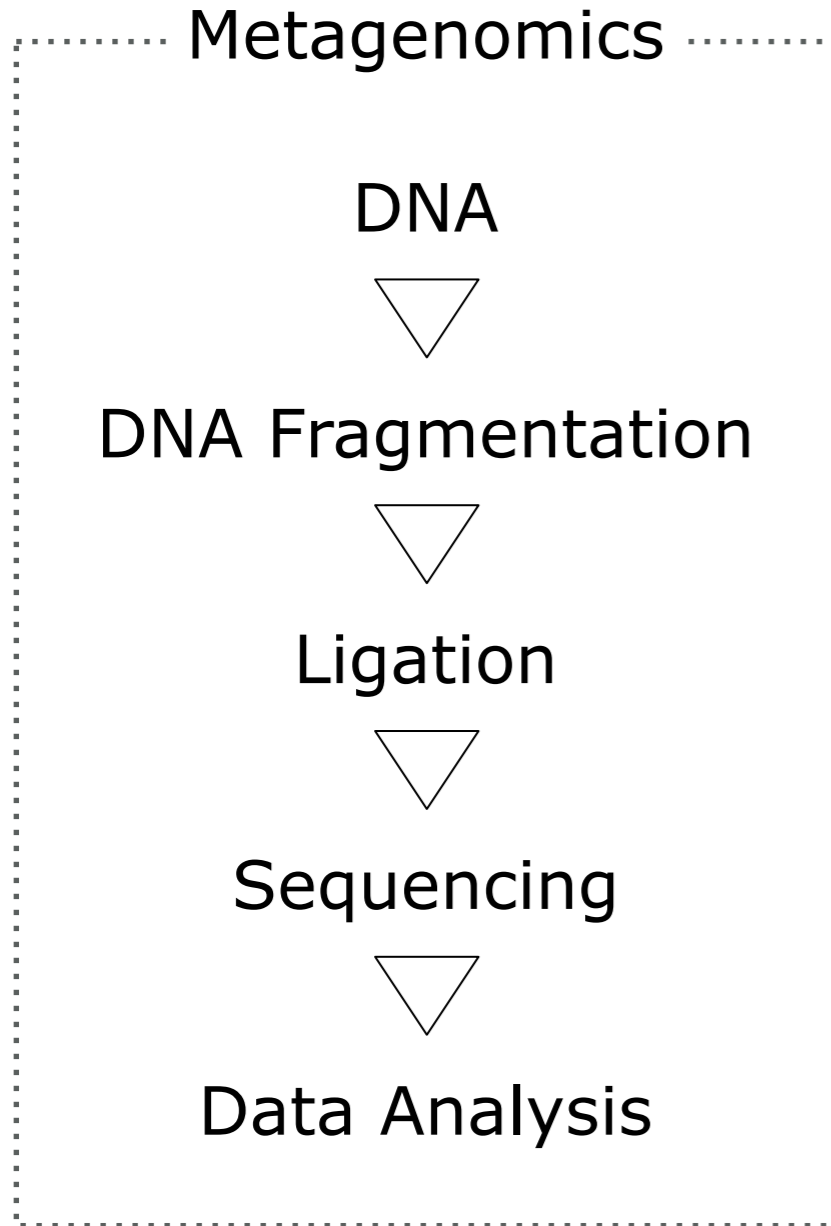 Metagenomics
DNA
DNA Fragmentation
Ligation
Sequencing
Data Analysis